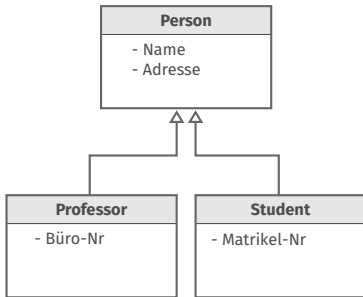 Person
- Name
- Adresse
Professor
- Büro-Nr
Student
- Matrikel-Nr